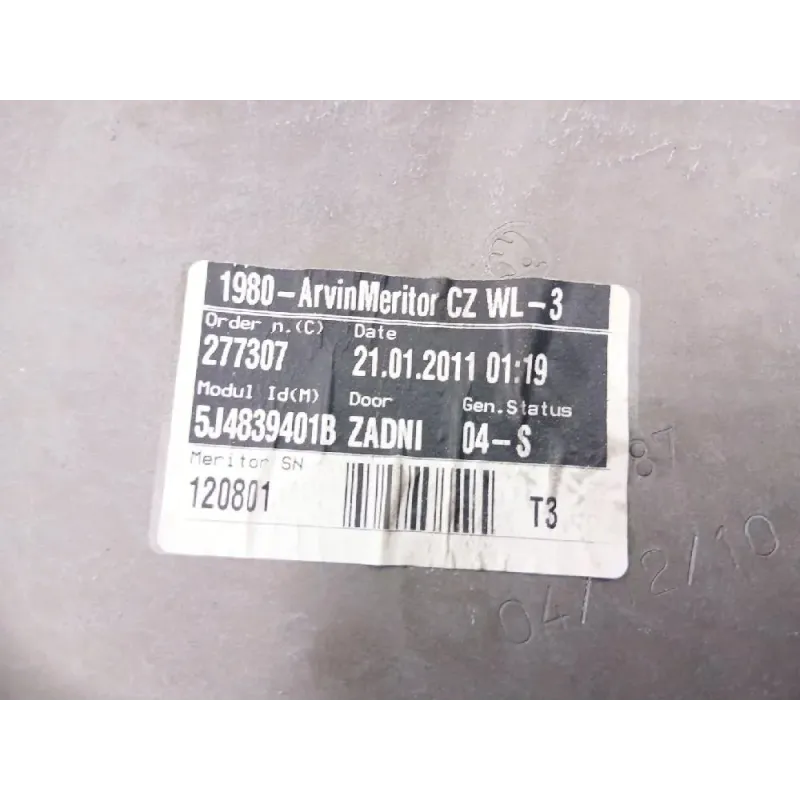 1980-ArvinMeritor CZ WL-3
Order n.(C) Date
277307 21.01.2011 01:19
Modul Id(M) Door Gen.Status
5J4839401B ZADNI 04-S
Meritor SN
120801 T3
87